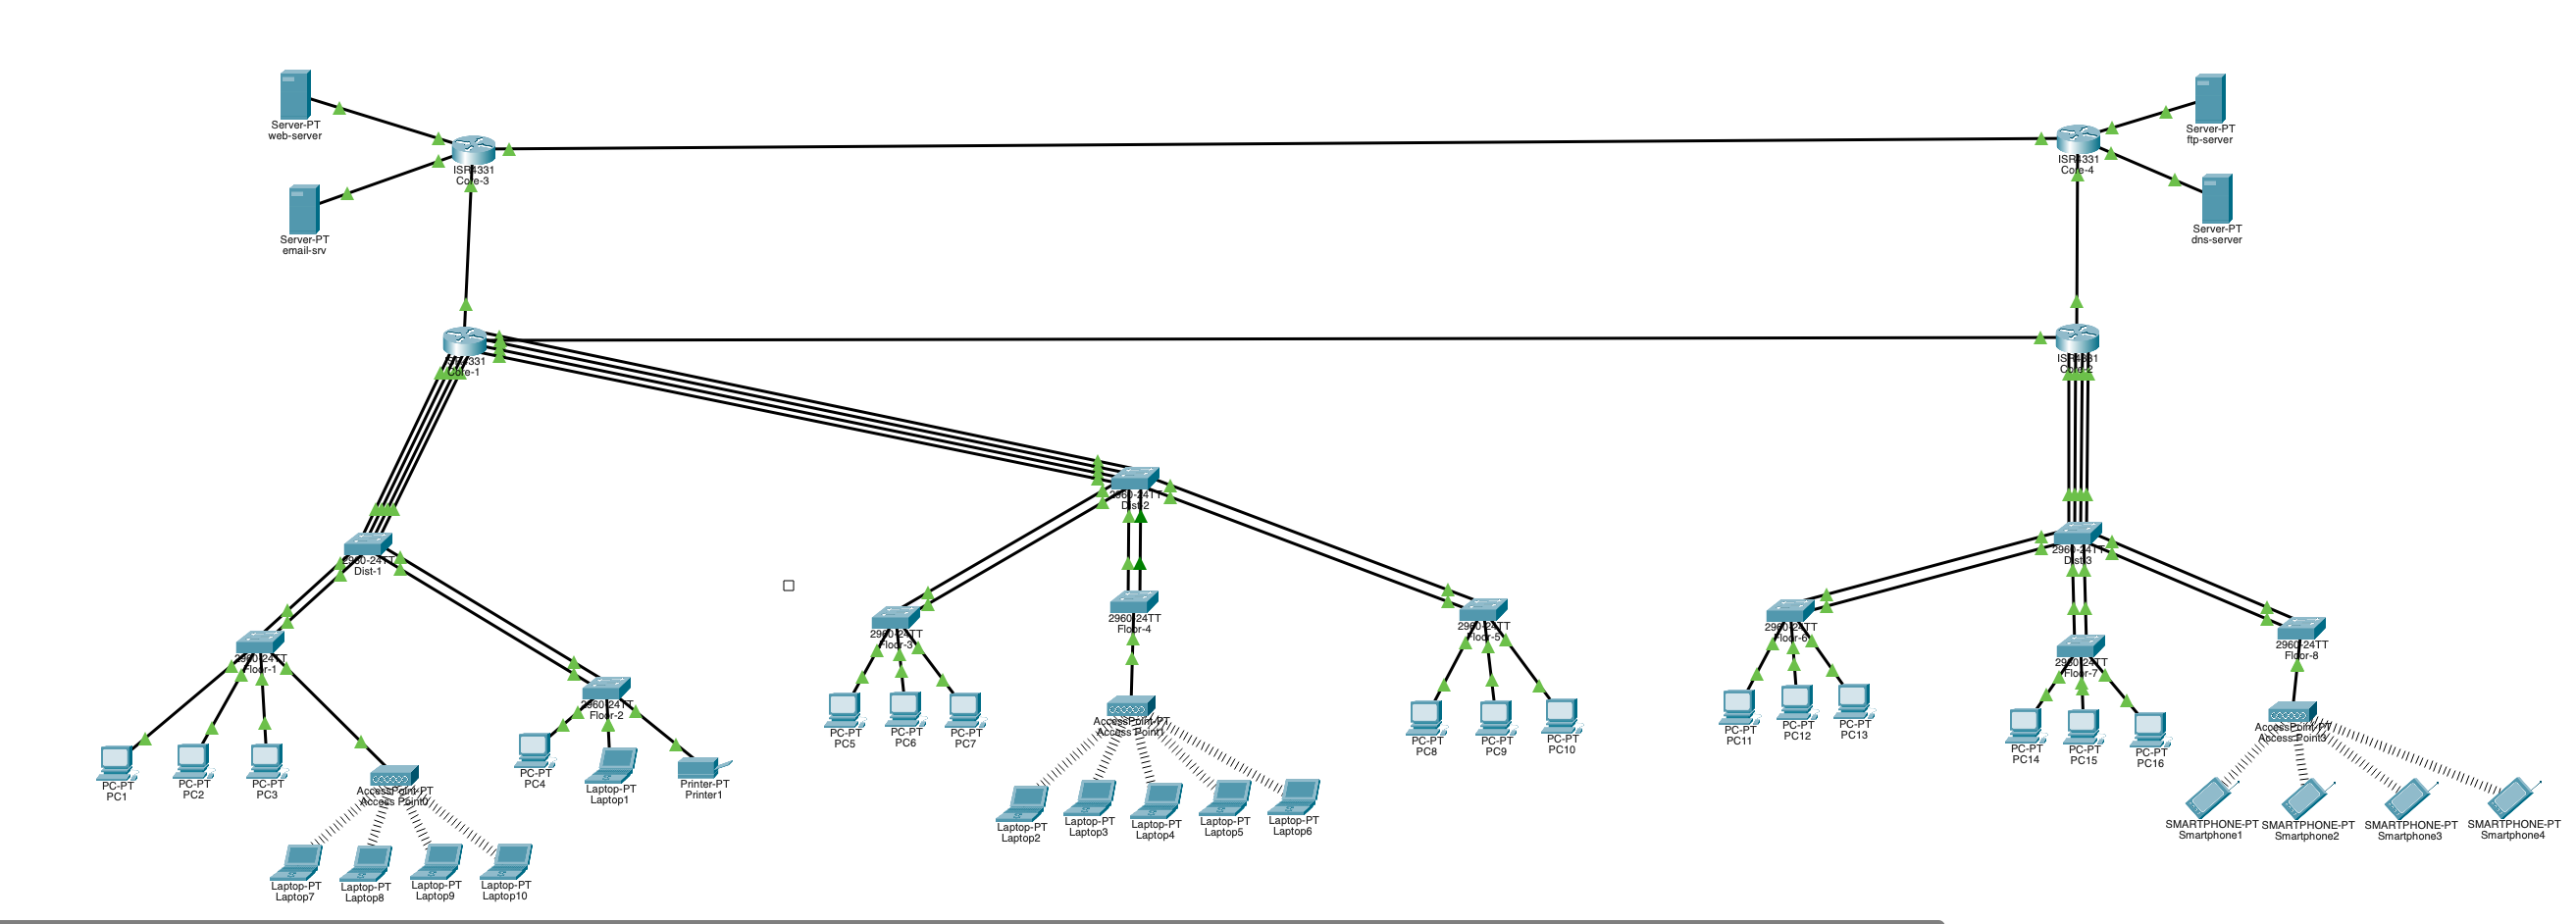 Server-PT
web-server
Server-PT
ftp-server
ISR4331
Core-3
ISR4331
Core-4
Server-PT
email-srv
Server-PT
dns-server
ISR4331
Core-1
ISR4331
Core-2
2960-24TT
Dist-1
2960-24TT
Dist-2
2960-24TT
Dist-3
2960-24TT
Floor-1
2960-24TT
Floor-2
2960-24TT
Floor-3
2960-24TT
Floor-4
2960-24TT
Floor-5
2960-24TT
Floor-6
2960-24TT
Floor-7
2960-24TT
Floor-8
PC-PT
PC1
PC-PT
PC2
PC-PT
PC3
AccessPoint-PT
Access Point0
PC-PT
PC4
Laptop-PT
Laptop1
Printer-PT
Printer1
PC-PT
PC5
PC-PT
PC6
PC-PT
PC7
AccessPoint-PT
Access Point1
PC-PT
PC8
PC-PT
PC9
PC-PT
PC10
PC-PT
PC11
PC-PT
PC12
PC-PT
PC13
PC-PT
PC14
PC-PT
PC15
PC-PT
PC16
AccessPoint-PT
Access Point3
Laptop-PT
Laptop7
Laptop-PT
Laptop8
Laptop-PT
Laptop9
Laptop-PT
Laptop10
Laptop-PT
Laptop2
Laptop-PT
Laptop3
Laptop-PT
Laptop4
Laptop-PT
Laptop5
Laptop-PT
Laptop6
SMARTPHONE-PT
Smartphone1
SMARTPHONE-PT
Smartphone2
SMARTPHONE-PT
Smartphone3
SMARTPHONE-PT
Smartphone4